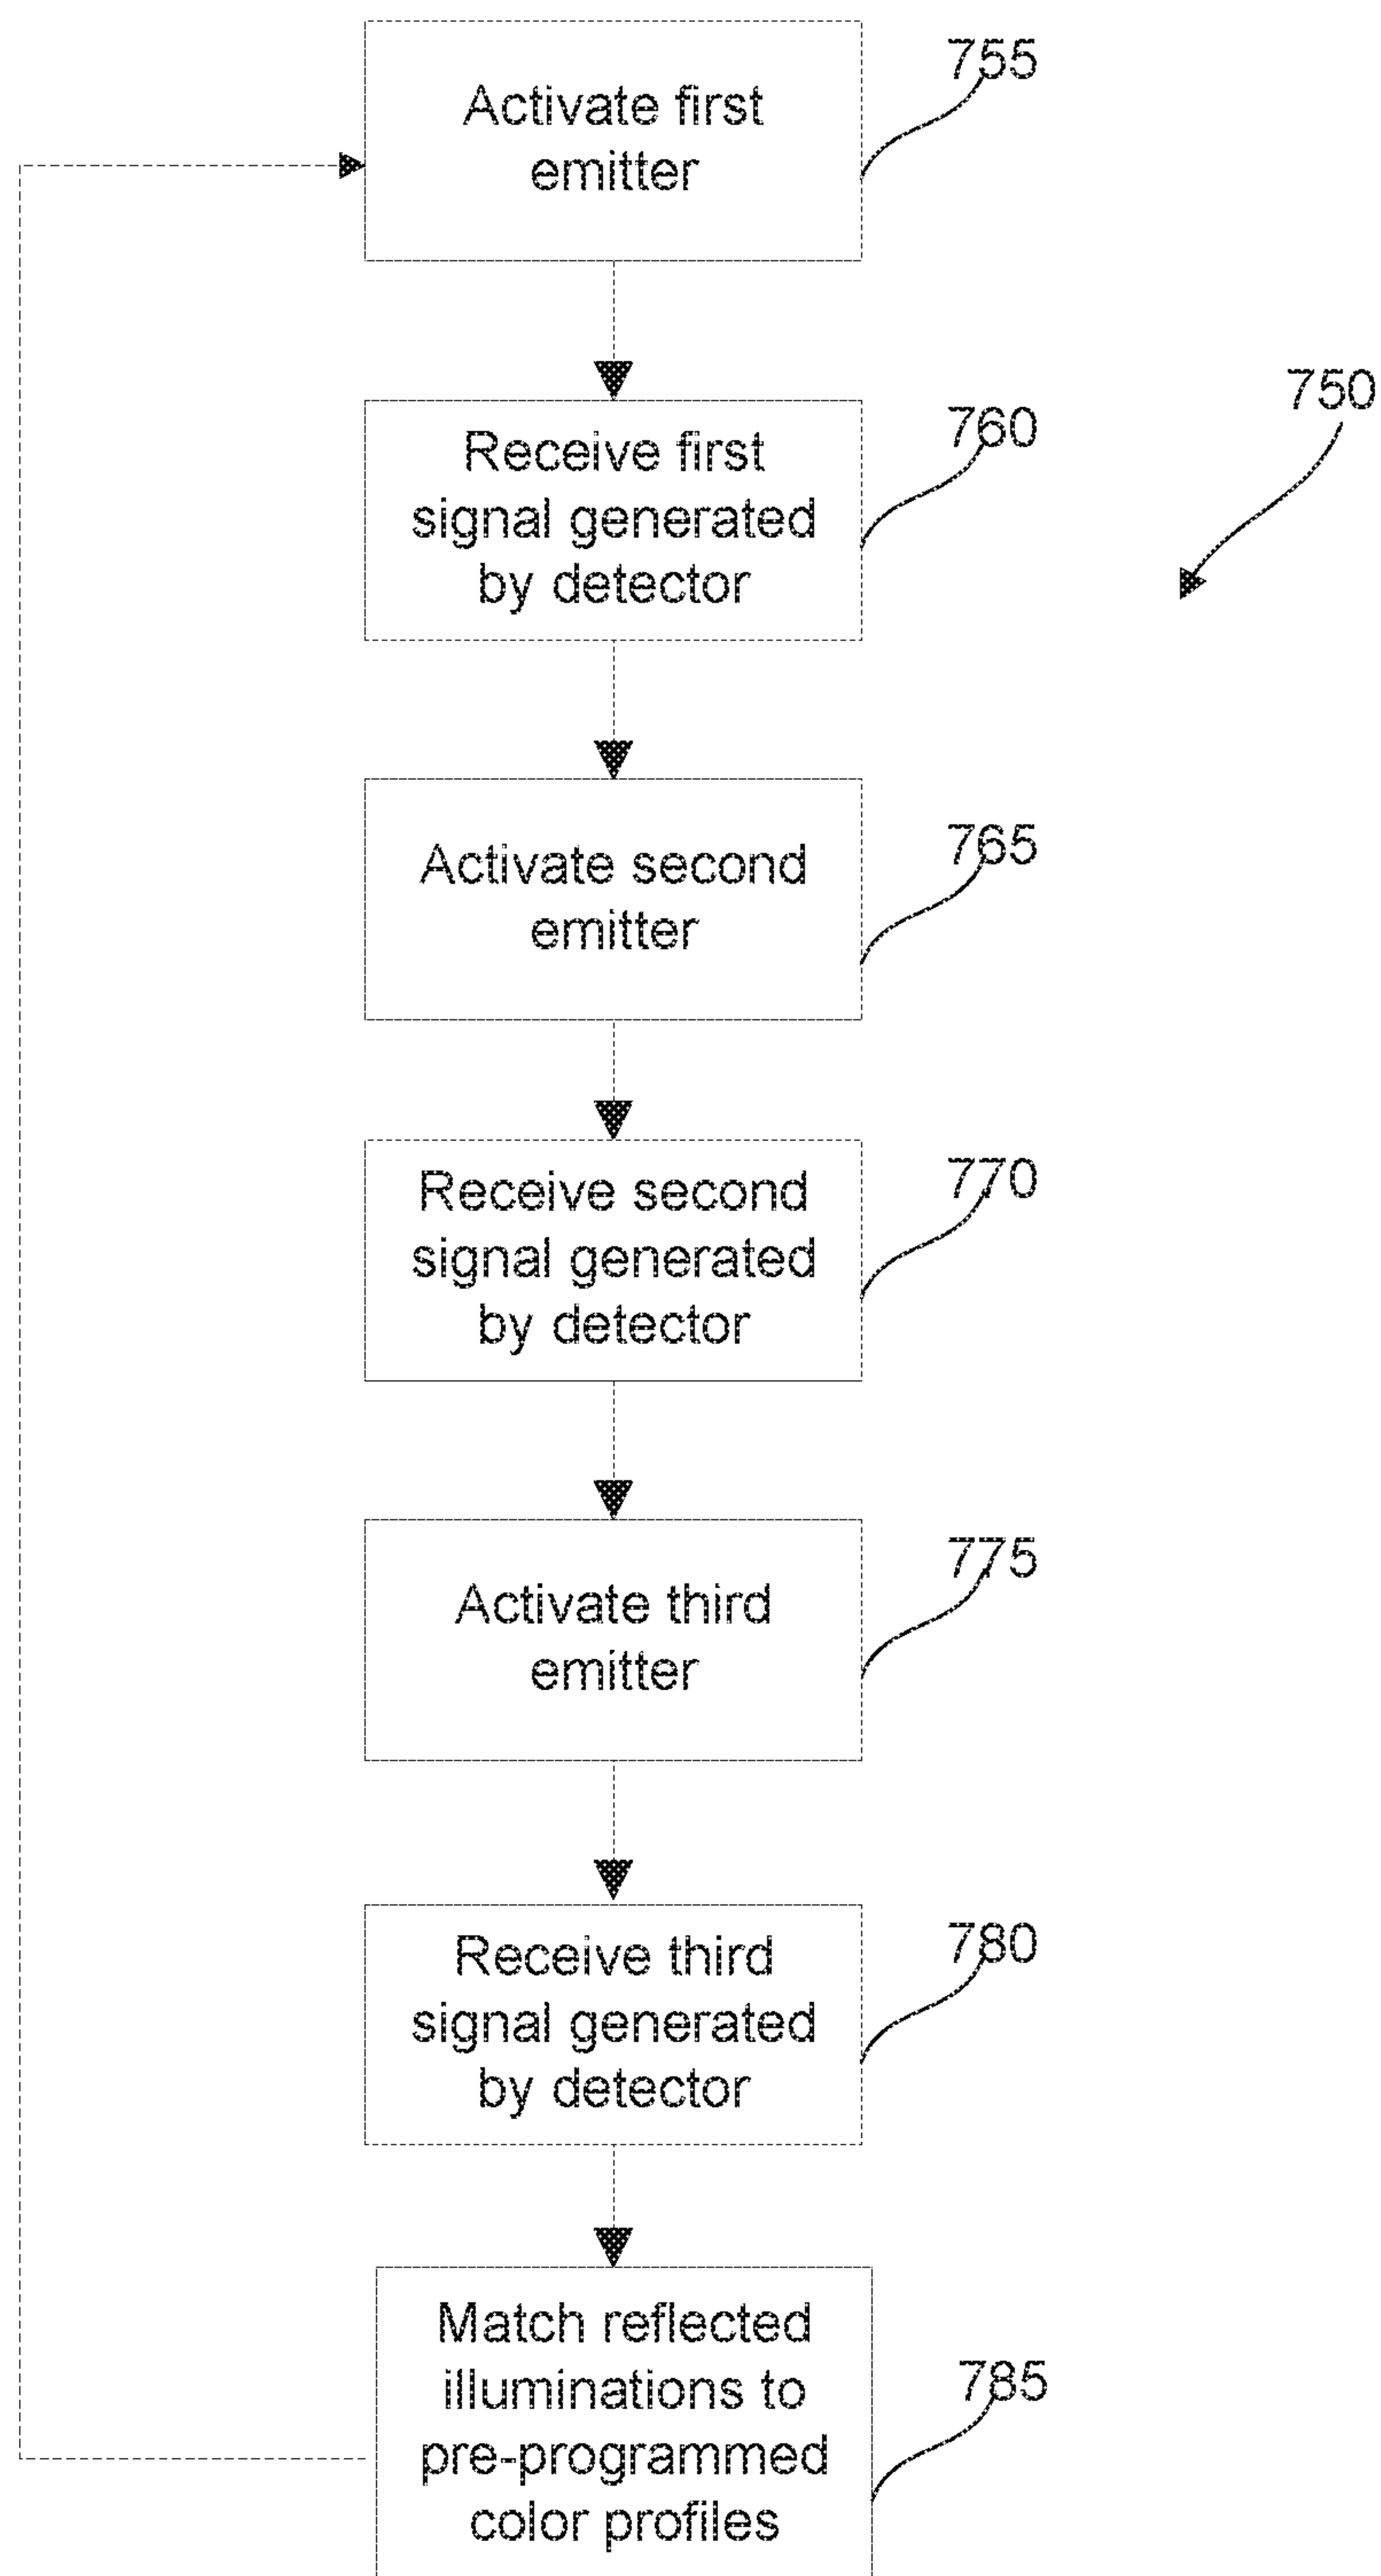 Activate first
emitter
755
Receive first
signal generated
by detector
760
750
Activate second
emitter
765
Receive second
signal generated
by detector
770
Activate third
emitter
775
Receive third
signal generated
by detector
780
Match reflected
illuminations to
pre-programmed
color profiles
785